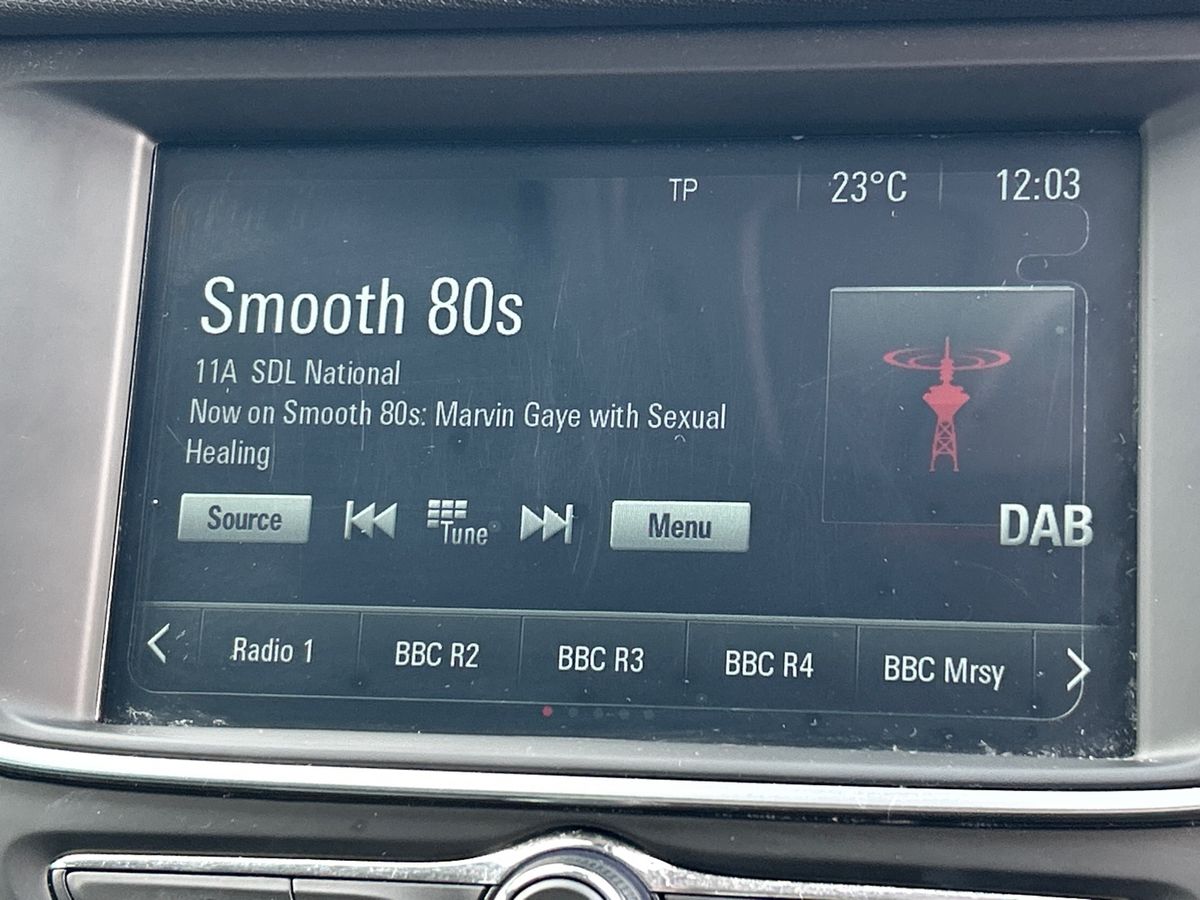 TP 23°C 12:03
Smooth 80s
11A SDL National
Now on Smooth 80s: Marvin Gaye with Sexual
Healing
Source Tune Menu
DAB
Radio 1 BBC R2 BBC R3 BBC R4 BBC Mrsy